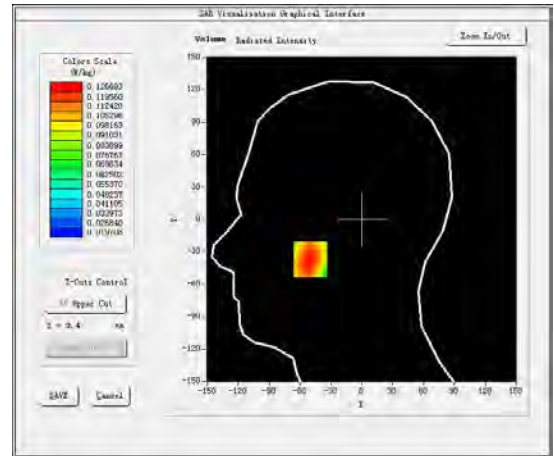 SAR Visualisation Graphical Interface
Volume Radiated Intensity
Zoom In/Out
Colors Scale
(W/kg)
0.126693
0.119560
0.112428
0.105296
0.098163
0.091031
0.083899
0.076767
0.069634
0.062502
0.055370
0.048237
0.041105
0.033973
0.026840
150
120
90
60
30
0
-30
-60
-90
-120
-150
Y
-150 -120 -90 -60 -30 0 30 60 90 120 150
X
Z-Cuts Control
Upper Cut
Z = 0.4 mm
SAVE
Cancel